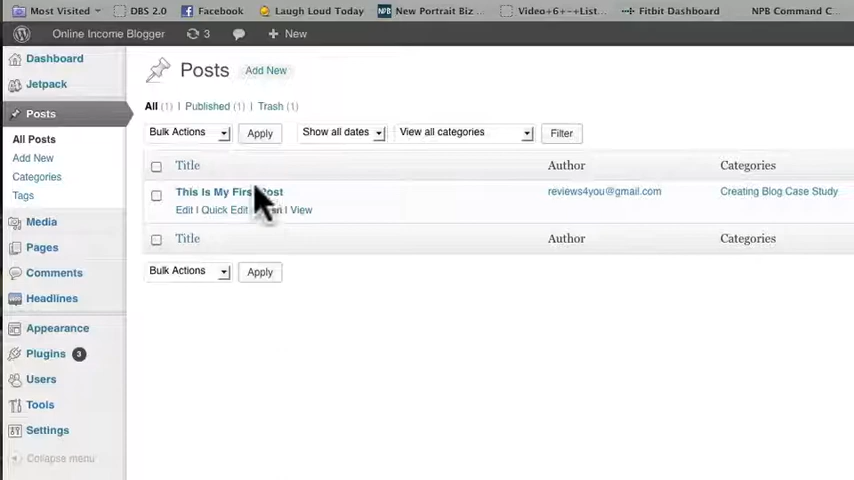 Most Visited DBS 2.0 Facebook Laugh Loud Today New Portrait Biz ... Video+6+-+List... Fitbit Dashboard NPB Command C...
Online Income Blogger 3 New
Dashboard
Jetpack
Posts
All Posts
Add New
Categories
Tags
Media
Pages
Comments
Headlines
Appearance
Plugins 3
Users
Tools
Settings
Collapse menu
Posts Add New
All (1) | Published (1) | Trash (1)
Bulk Actions Apply Show all dates View all categories Filter
Title Author Categories
This Is My First Post reviews4you@gmail.com Creating Blog Case Study
Edit | Quick Edit | View
Title Author Categories
Bulk Actions Apply